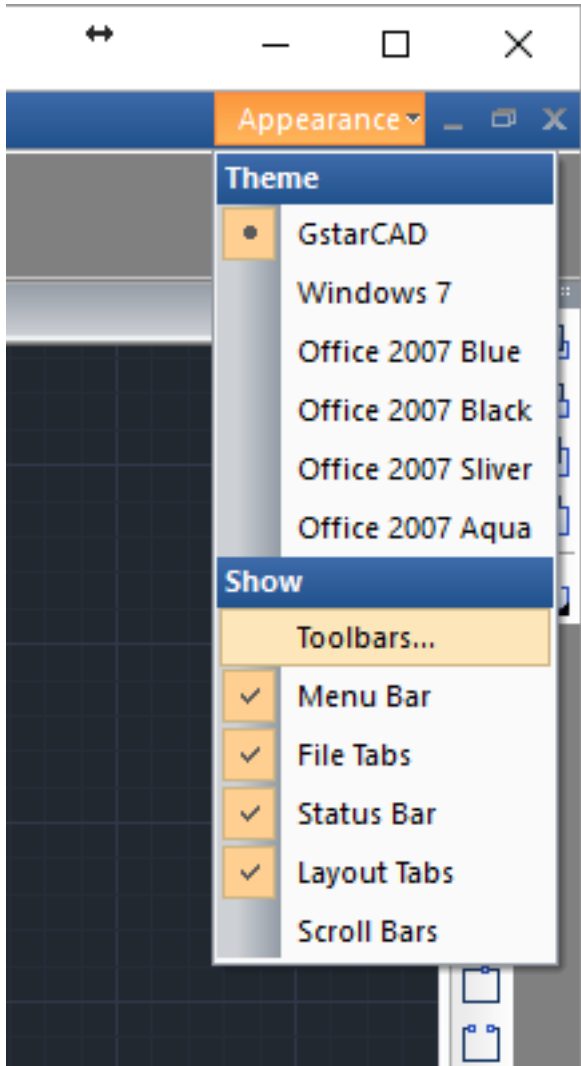 Appearance
Theme
GstarCAD
Windows 7
Office 2007 Blue
Office 2007 Black
Office 2007 Sliver
Office 2007 Aqua
Show
Toolbars...
Menu Bar
File Tabs
Status Bar
Layout Tabs
Scroll Bars